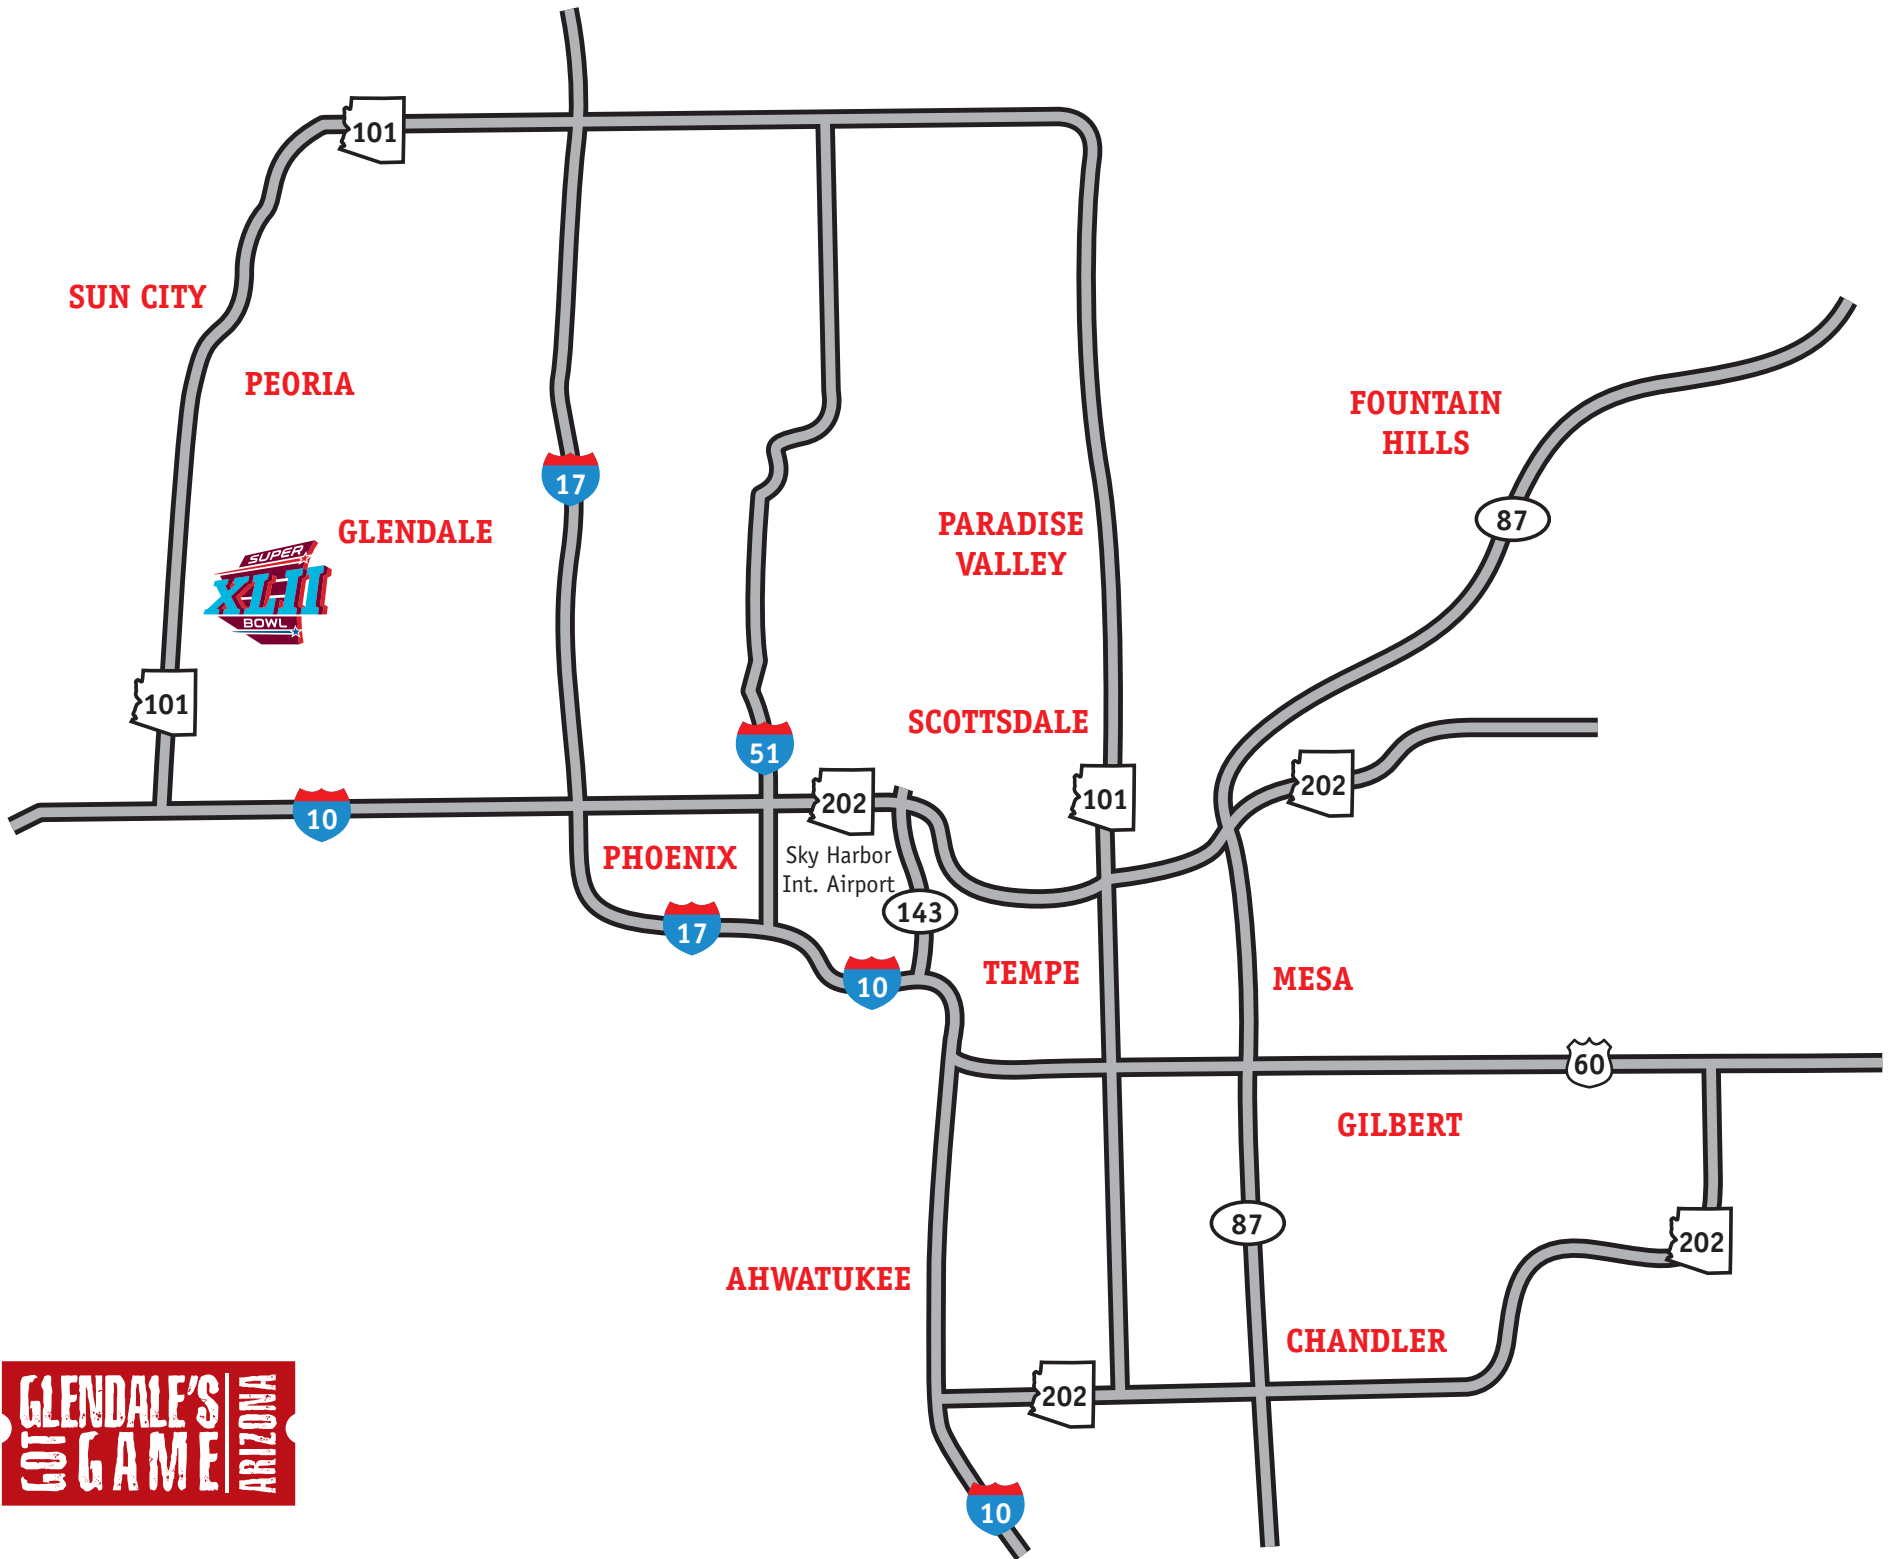 101
SUN CITY
PEORIA
FOUNTAIN
HILLS
17
87
GLENDALE
PARADISE
VALLEY
SUPER
XLII
BOWL
101
SCOTTSDALE
51
202
101
202
10
PHOENIX
Sky Harbor
Int. Airport
143
17
10
TEMPE
MESA
60
GILBERT
87
202
AHWATUKEE
CHANDLER
202
10
GLENDALE'S
GOT GAME
ARIZONA